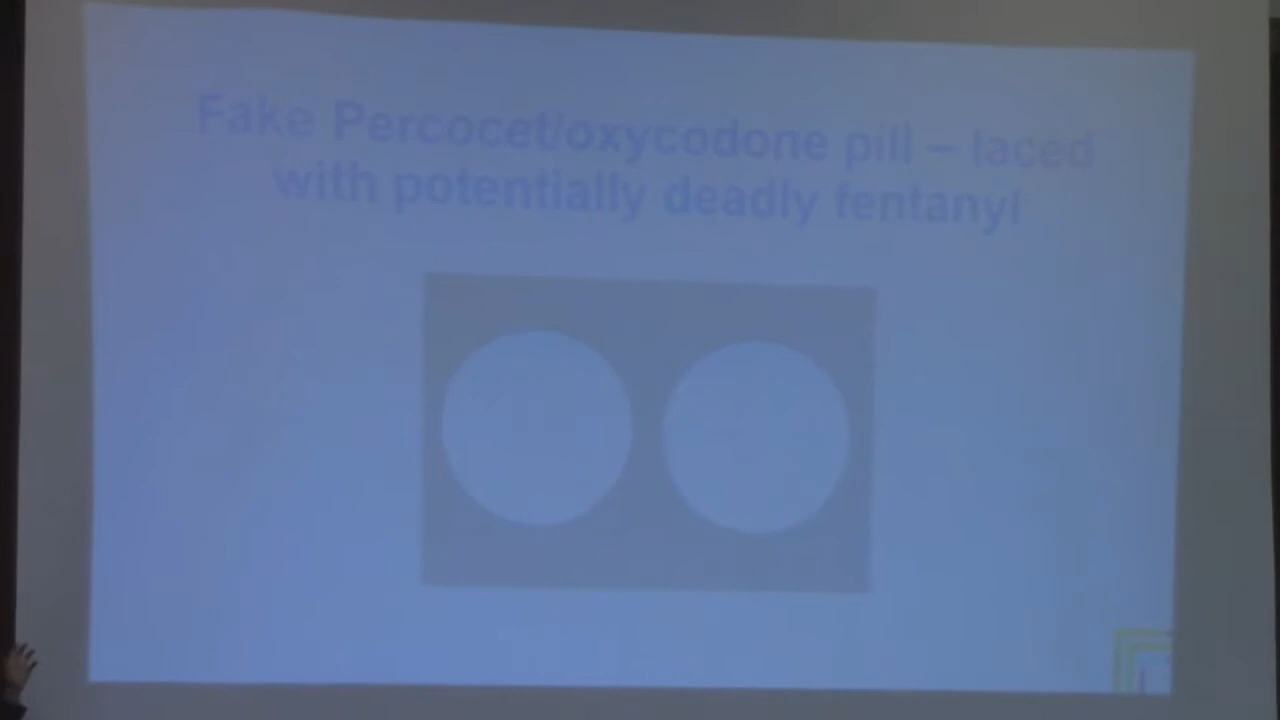 Fake Percocet/oxycodone pill – laced
with potentially deadly fentanyl